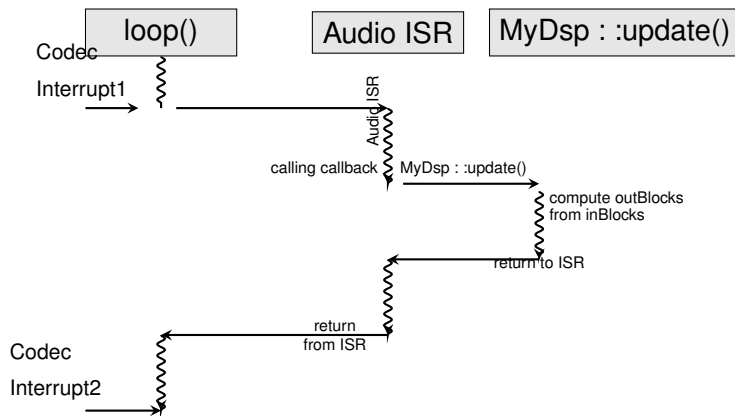 loop()
Audio ISR
MyDsp : :update()
Codec
Interrupt1
Audio ISR
calling callback
MyDsp : :update()
compute outBlocks
from inBlocks
return to ISR
return
from ISR
Codec
Interrupt2